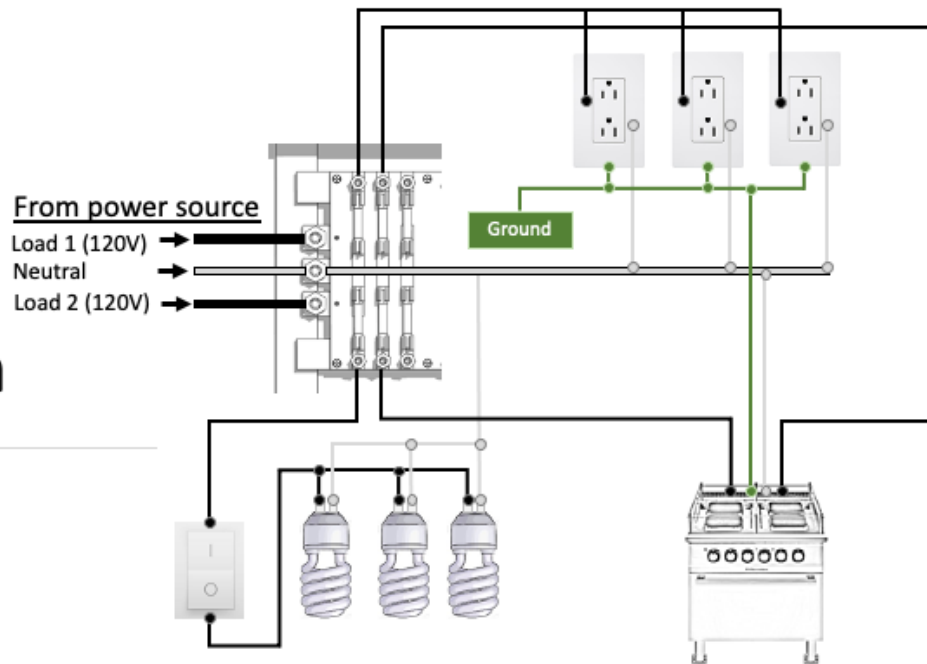 From power source
Load 1 (120V)
Neutral
Load 2 (120V)
Ground